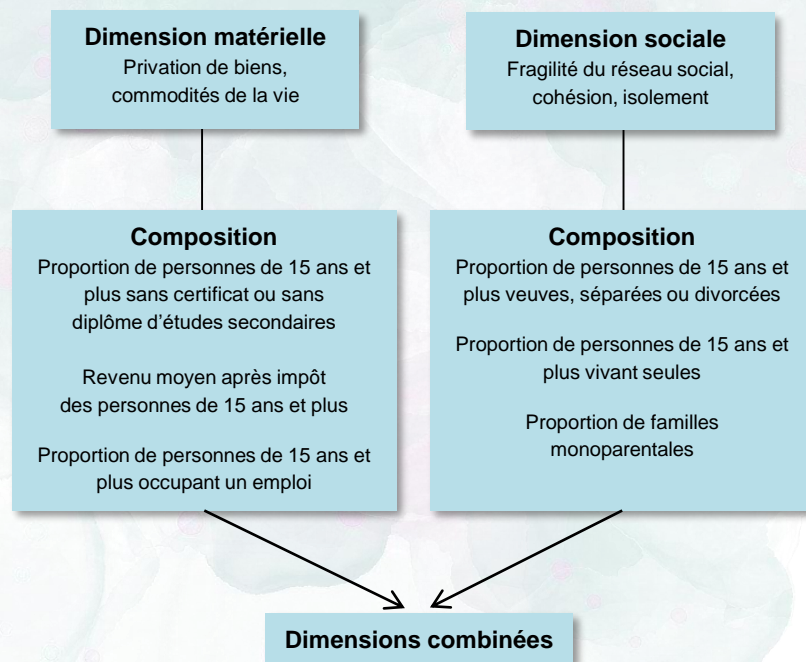 Dimension matérielle
Privation de biens,
commodités de la vie
Dimension sociale
Fragilité du réseau social,
cohésion, isolement
Composition
Proportion de personnes de 15 ans et
plus sans certificat ou sans
diplôme d'études secondaires
Revenu moyen après impôt
des personnes de 15 ans et plus
Proportion de personnes de 15 ans et
plus occupant un emploi
Composition
Proportion de personnes de 15 ans et
plus veuves, séparées ou divorcées
Proportion de personnes de 15 ans et
plus vivant seules
Proportion de familles
monoparentales
Dimensions combinées